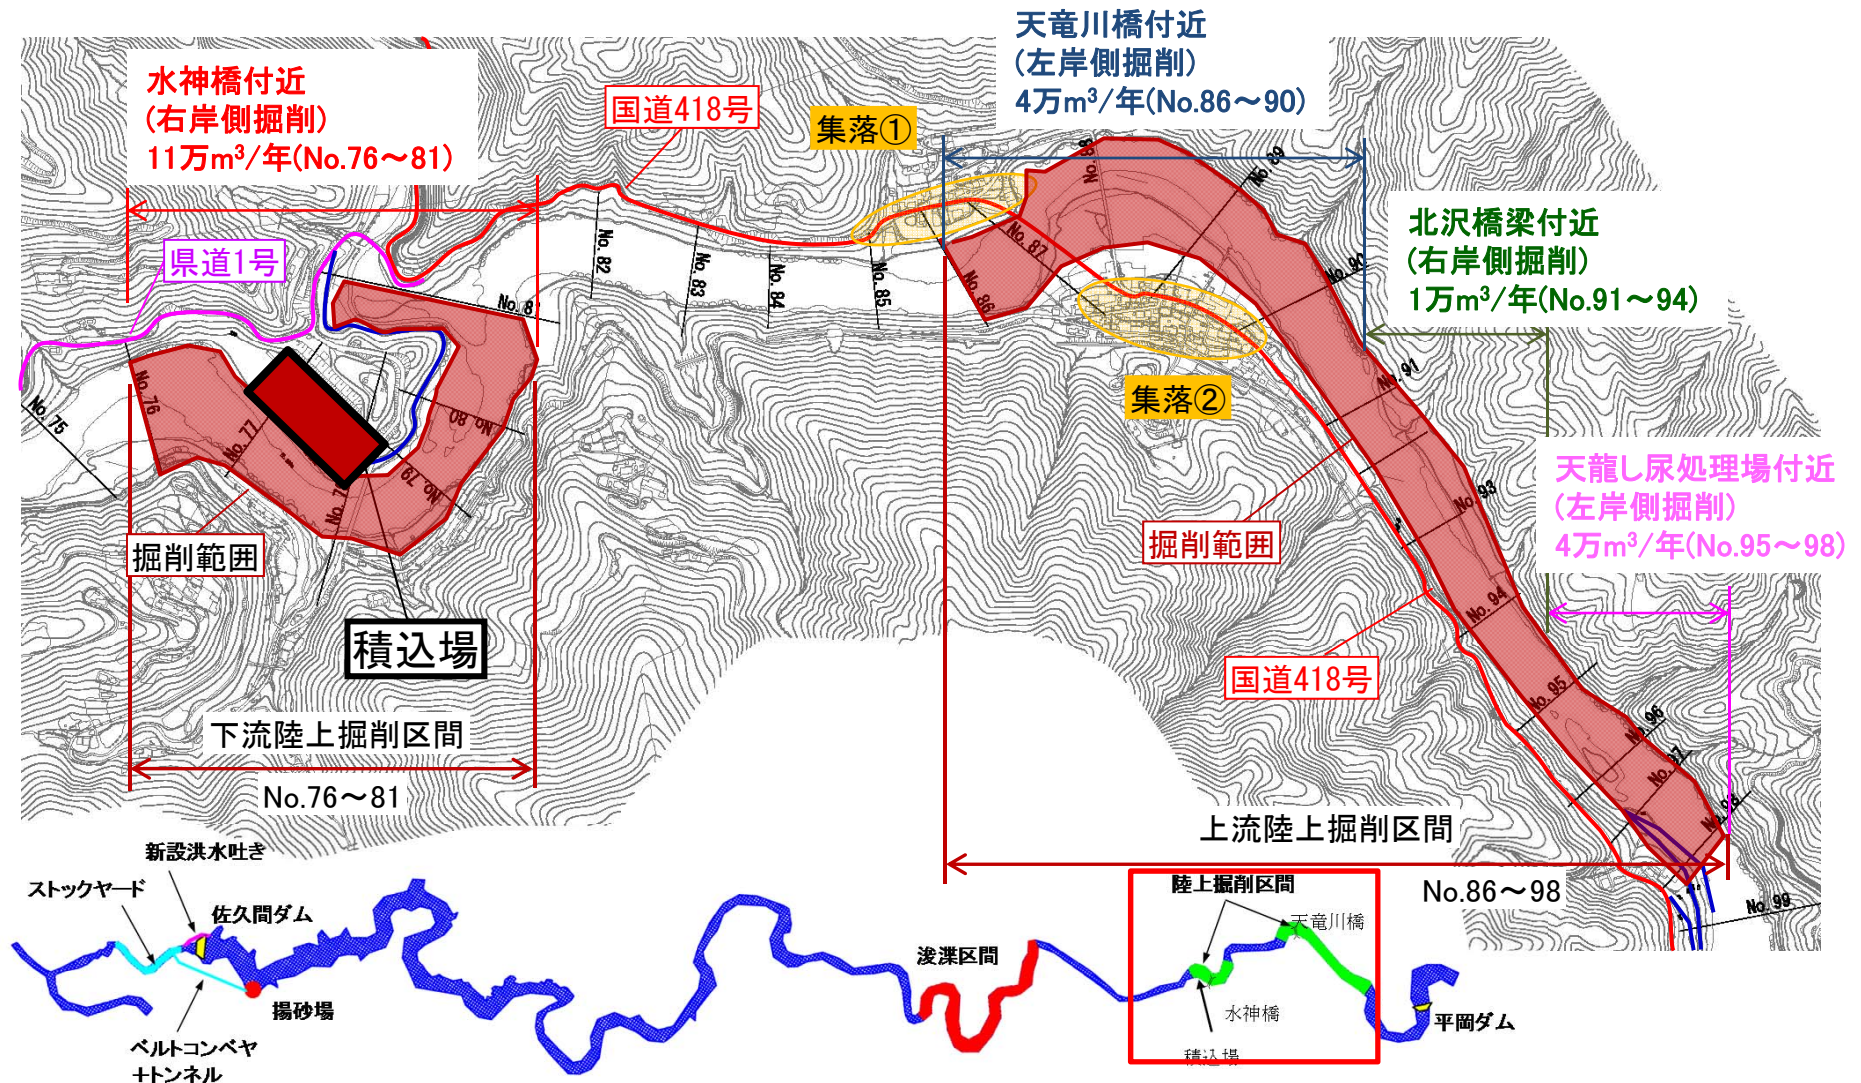 天竜川橋付近
(左岸側掘削)
4万m³/年(No.86～90)
水神橋付近
(右岸側掘削)
11万m³/年(No.76～81)
国道418号
集落①
北沢橋梁付近
(右岸側掘削)
1万m³/年(No.91～94)
県道1号
天龍し尿処理場付近
(左岸側掘削)
4万m³/年(No.95～98)
集落②
掘削範囲
掘削範囲
国道418号
積込場
下流陸上掘削区間
No.76～81
上流陸上掘削区間
No.86～98
No.75
No.76
No.77
No.79
No.80
No.8
No.82
No.83
No.84
No.85
No.86
No.87
No.88
No.89
No.90
No.91
No.93
No.94
No.95
No.96
No.97
No.98
No.99
新設洪水吐き
ストックヤード
佐久間ダム
揚砂場
ベルトコンベヤ
+トンネル
浚渫区間
陸上掘削区間
天竜川橋
水神橋
積込場
平岡ダム